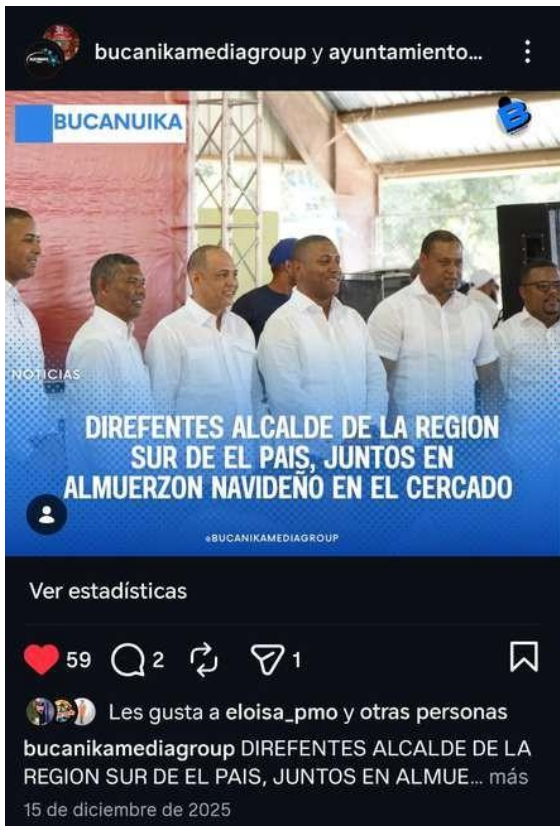 bucanikamediagroup y ayuntamiento...
BUCANUIKA
B
NOTICIAS
DIREFENTES ALCALDE DE LA REGION
SUR DE EL PAIS, JUNTOS EN
ALMUERZON NAVIDEÑO EN EL CERCADO
@BUCANIKAMEDIAGROUP
Ver estadísticas
59 2 1
Les gusta a eloisa_pmo y otras personas
bucanikamediagroup DIREFENTES ALCALDE DE LA
REGION SUR DE EL PAIS, JUNTOS EN ALMUE... más
15 de diciembre de 2025